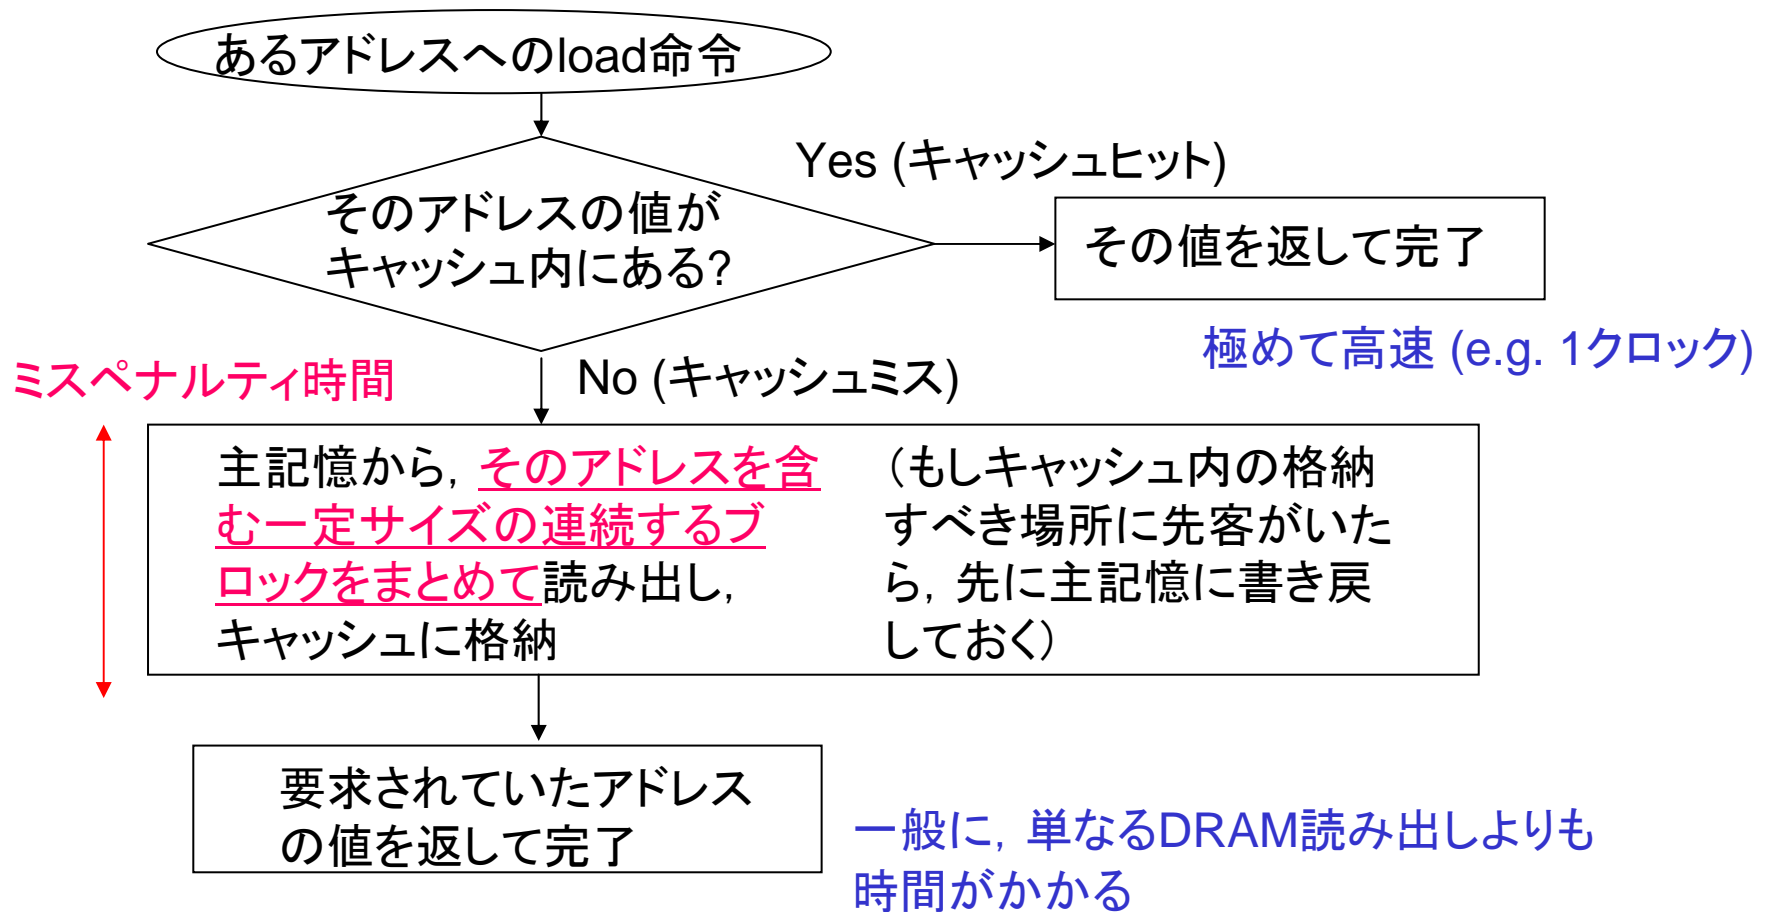 あるアドレスへのload命令
Yes (キャッシュヒット)
そのアドレスの値が
キャッシュ内にある?
その値を返して完了
極めて高速 (e.g. 1クロック)
ミスペナルティ時間
No (キャッシュミス)
主記憶から，そのアドレスを含
む一定サイズの連続するブ
ロックをまとめて読み出し，
キャッシュに格納
（もしキャッシュ内の格納
すべき場所に先客がいた
ら，先に主記憶に書き戻
しておく）
要求されていたアドレス
の値を返して完了
一般に，単なるDRAM読み出しよりも
時間がかかる